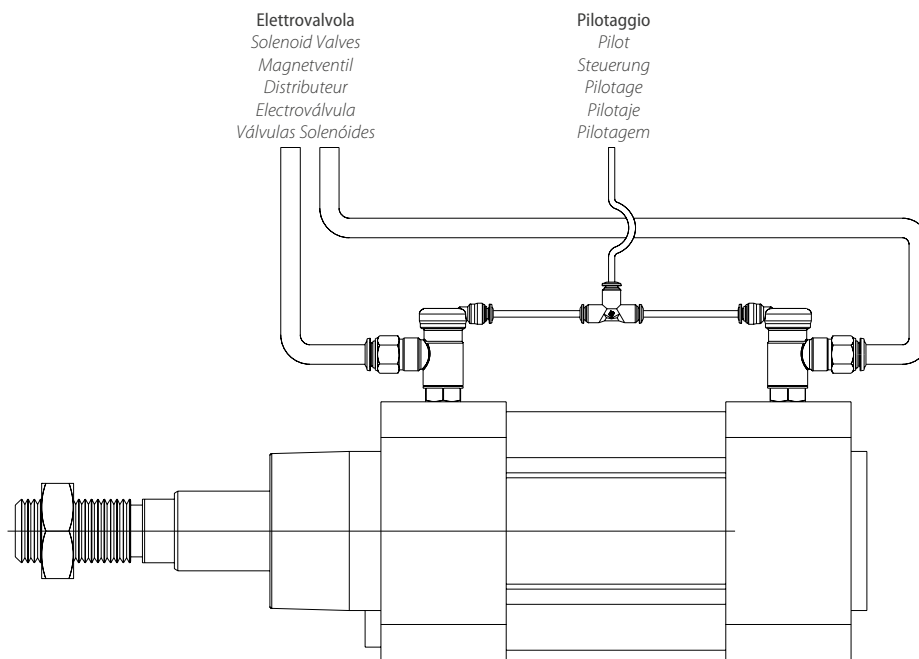 Elettrovalvola
Solenoid Valves
Magnetventil
Distributeur
Electroválvula
Válvulas Solenóides
Pilotaggio
Pilot
Steuerung
Pilotage
Pilotaje
Pilotagem